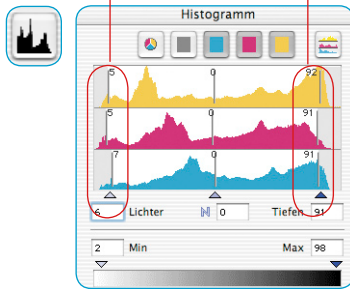 Histogramm
5 0 92
5 0 91
7 0 91
6 Lichter N 0 Tiefen 91
2 Min Max 98